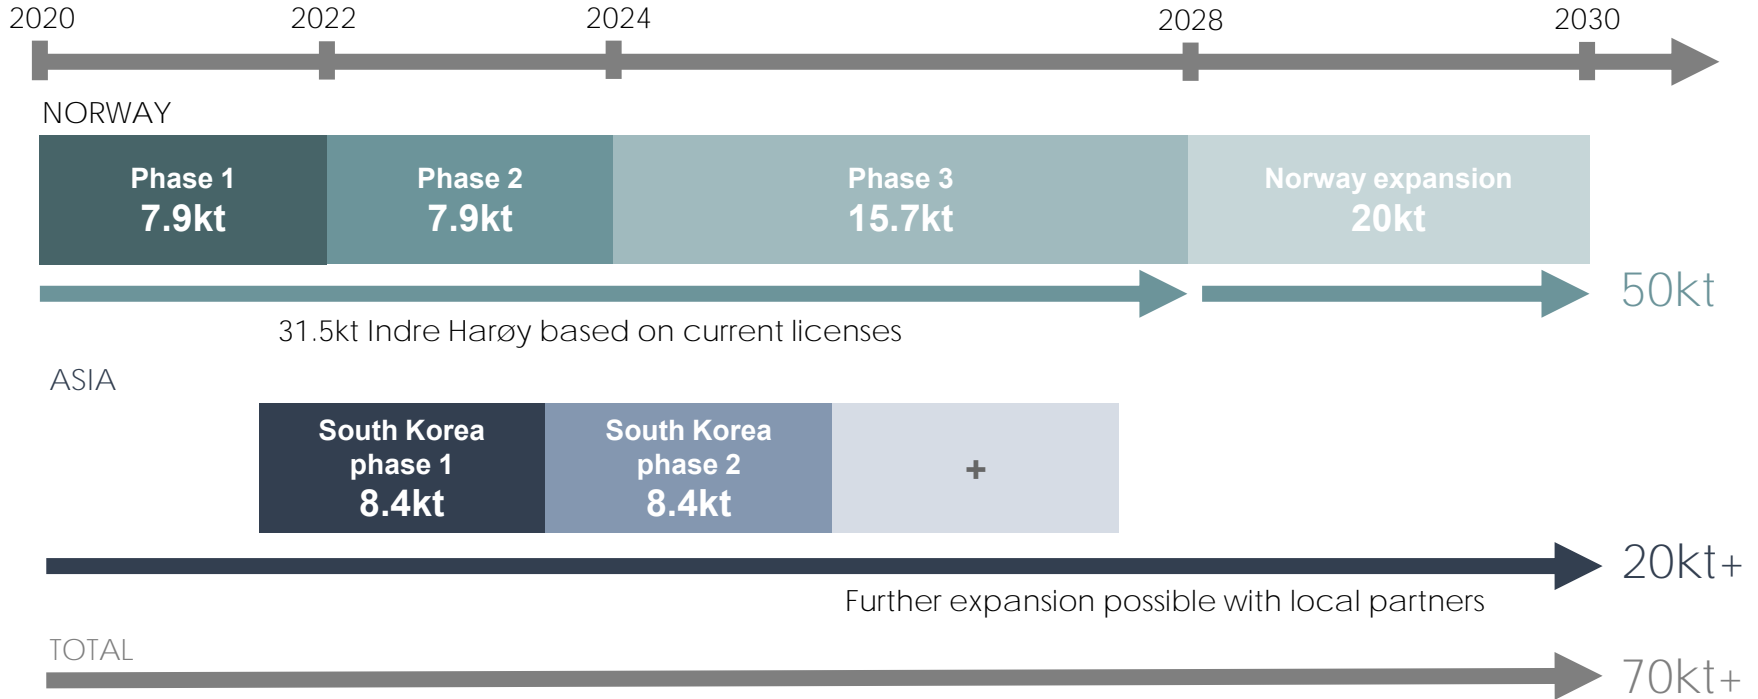 2020 2022 2024 2028 2030
NORWAY
Phase 1
7.9kt
Phase 2
7.9kt
Phase 3
15.7kt
Norway expansion
20kt
50kt
31.5kt Indre Harøy based on current licenses
ASIA
South Korea
phase 1
8.4kt
South Korea
phase 2
8.4kt
+
20kt+
Further expansion possible with local partners
TOTAL
70kt+